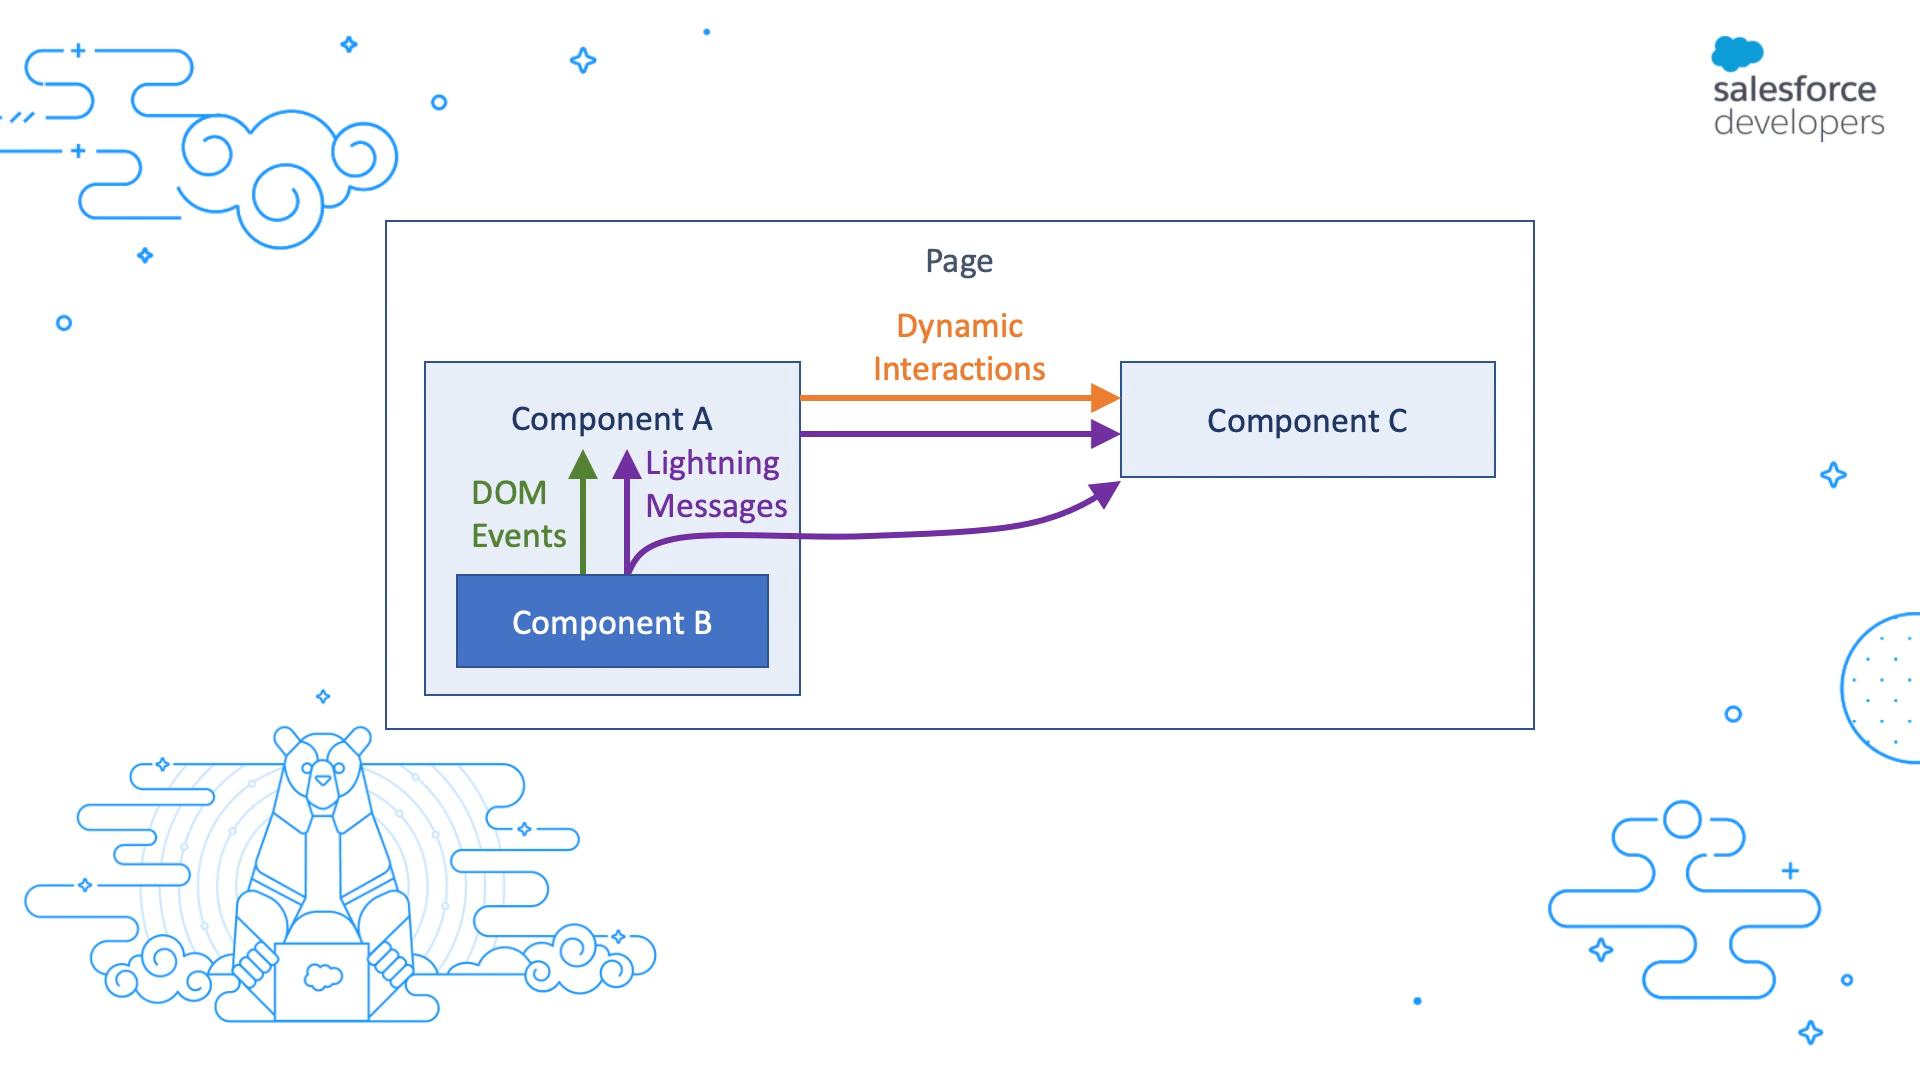 salesforce
developers
Page
Dynamic
Interactions
Component A
Component C
Lightning
Messages
DOM
Events
Component B